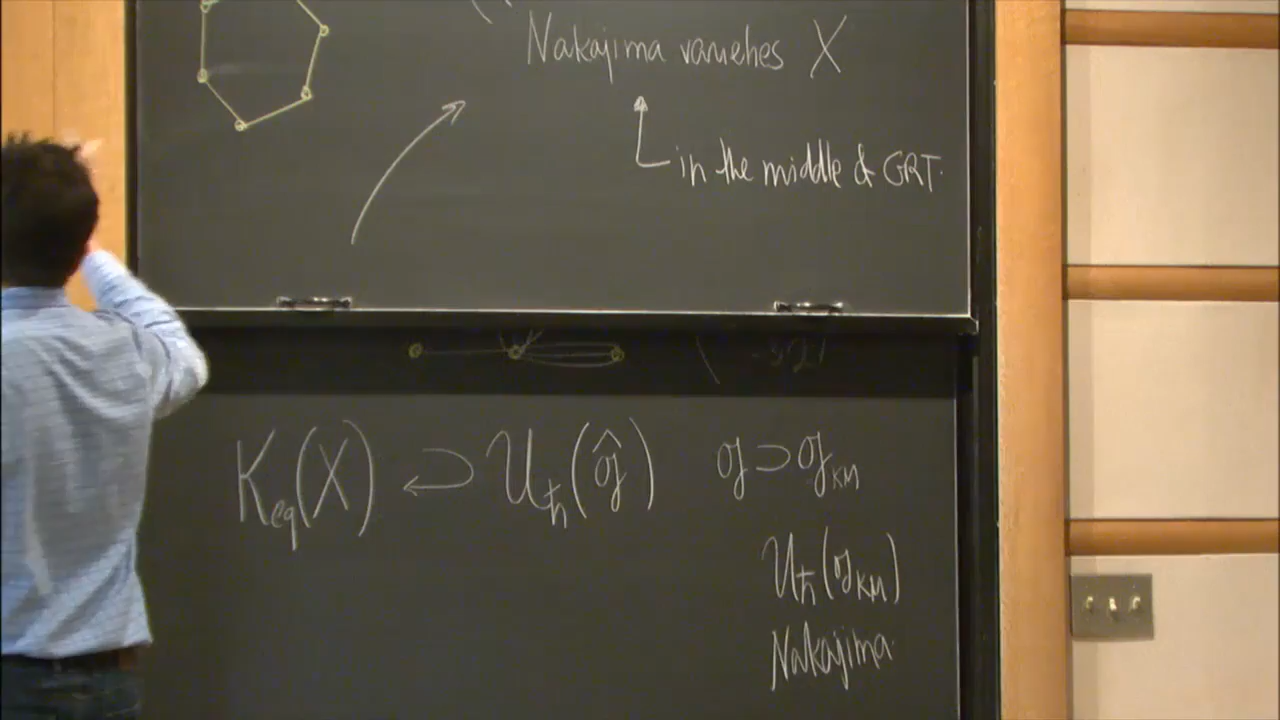 Nakajima varieties X
in the middle of GRT.
K_eq(X) ↩ U_ħ(ĝ) g ⊃ g_KM
U_ħ(g_KM)
Nakajima